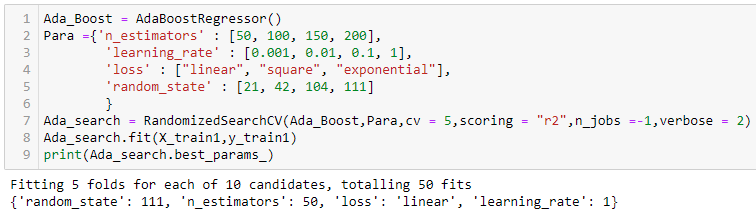 1 Ada_Boost = AdaBoostRegressor()
2 Para ={'n_estimators' : [50, 100, 150, 200],
3 'learning_rate' : [0.001, 0.01, 0.1, 1],
4 'loss' : ["linear", "square", "exponential"],
5 'random_state' : [21, 42, 104, 111]
6 }
7 Ada_search = RandomizedSearchCV(Ada_Boost,Para,cv = 5,scoring = "r2",n_jobs =-1,verbose = 2)
8 Ada_search.fit(X_train1,y_train1)
9 print(Ada_search.best_params_)
Fitting 5 folds for each of 10 candidates, totalling 50 fits
{'random_state': 111, 'n_estimators': 50, 'loss': 'linear', 'learning_rate': 1}